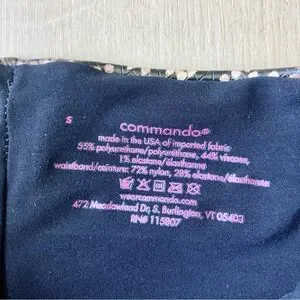 S
commando®
made in the USA of imported fabric
55% polyurethane/polyuréthane, 44% viscose,
1% elastane/élasthanne
waistband/ceinture: 72% nylon, 28% elastane/élasthanne
wearcommando.com
472 Meadowland Dr, S. Burlington, VT 05403
RN# 115807